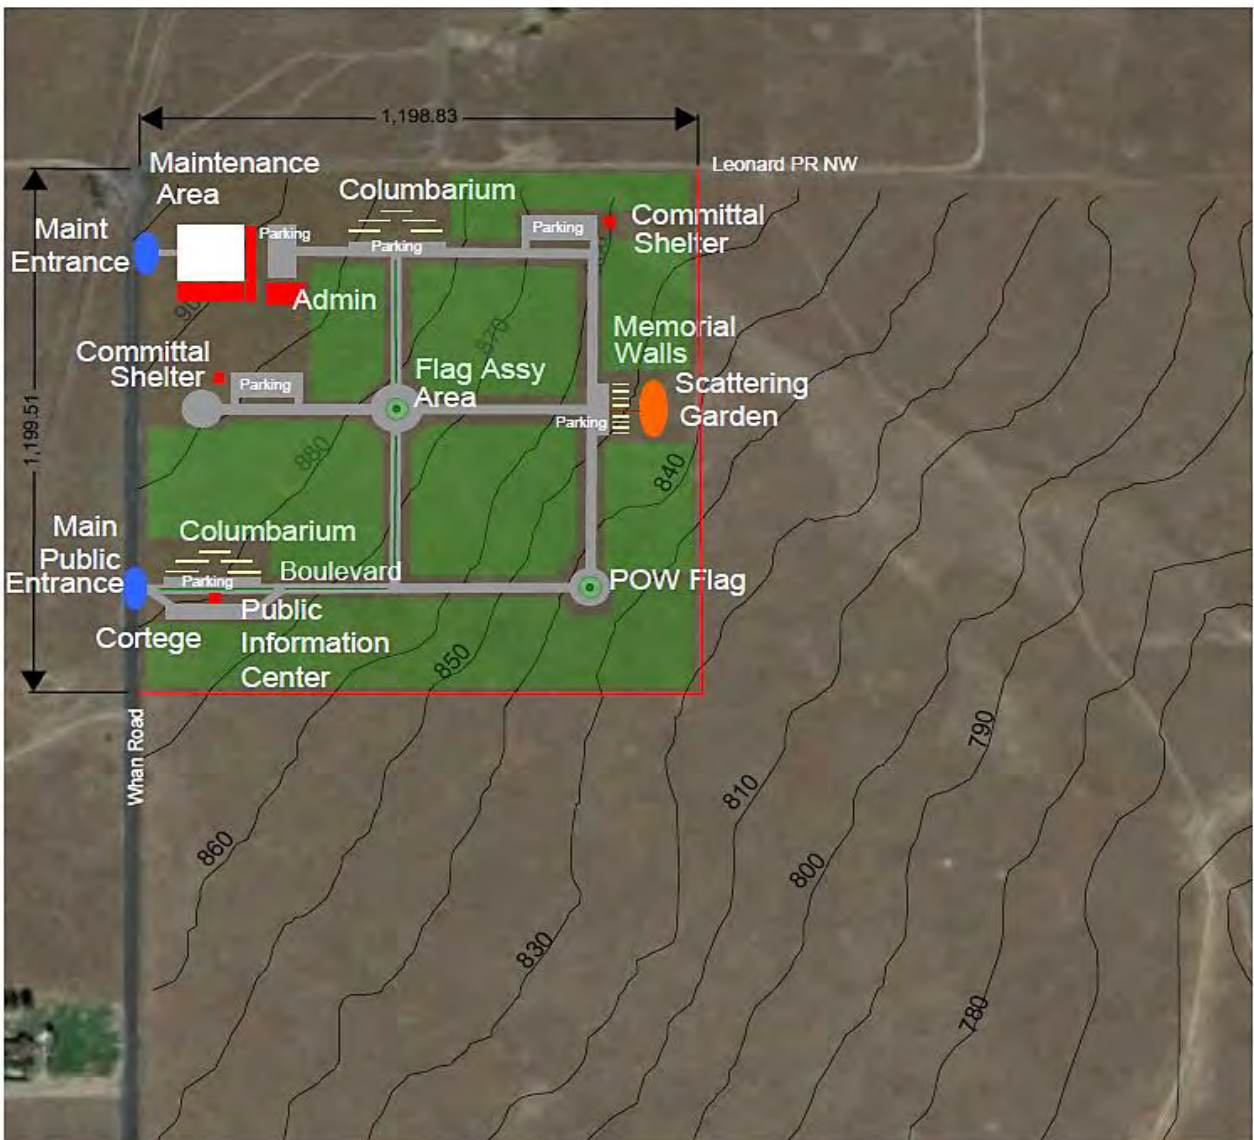 1,198.83
Leonard PR NW
Maintenance
Area
Columbarium
Committal
Shelter
Parking
Maint
Entrance
Parking
Parking
Admin
1,199.51
870
Memorial
Walls
Committal
Shelter
Parking
Flag Assy
Area
Scattering
Garden
Parking
880
840
Main
Public
Entrance
Columbarium
Parking
Boulevard
POW Flag
Cortege
Public
Information
Center
850
Whan Road
790
810
860
800
830
780